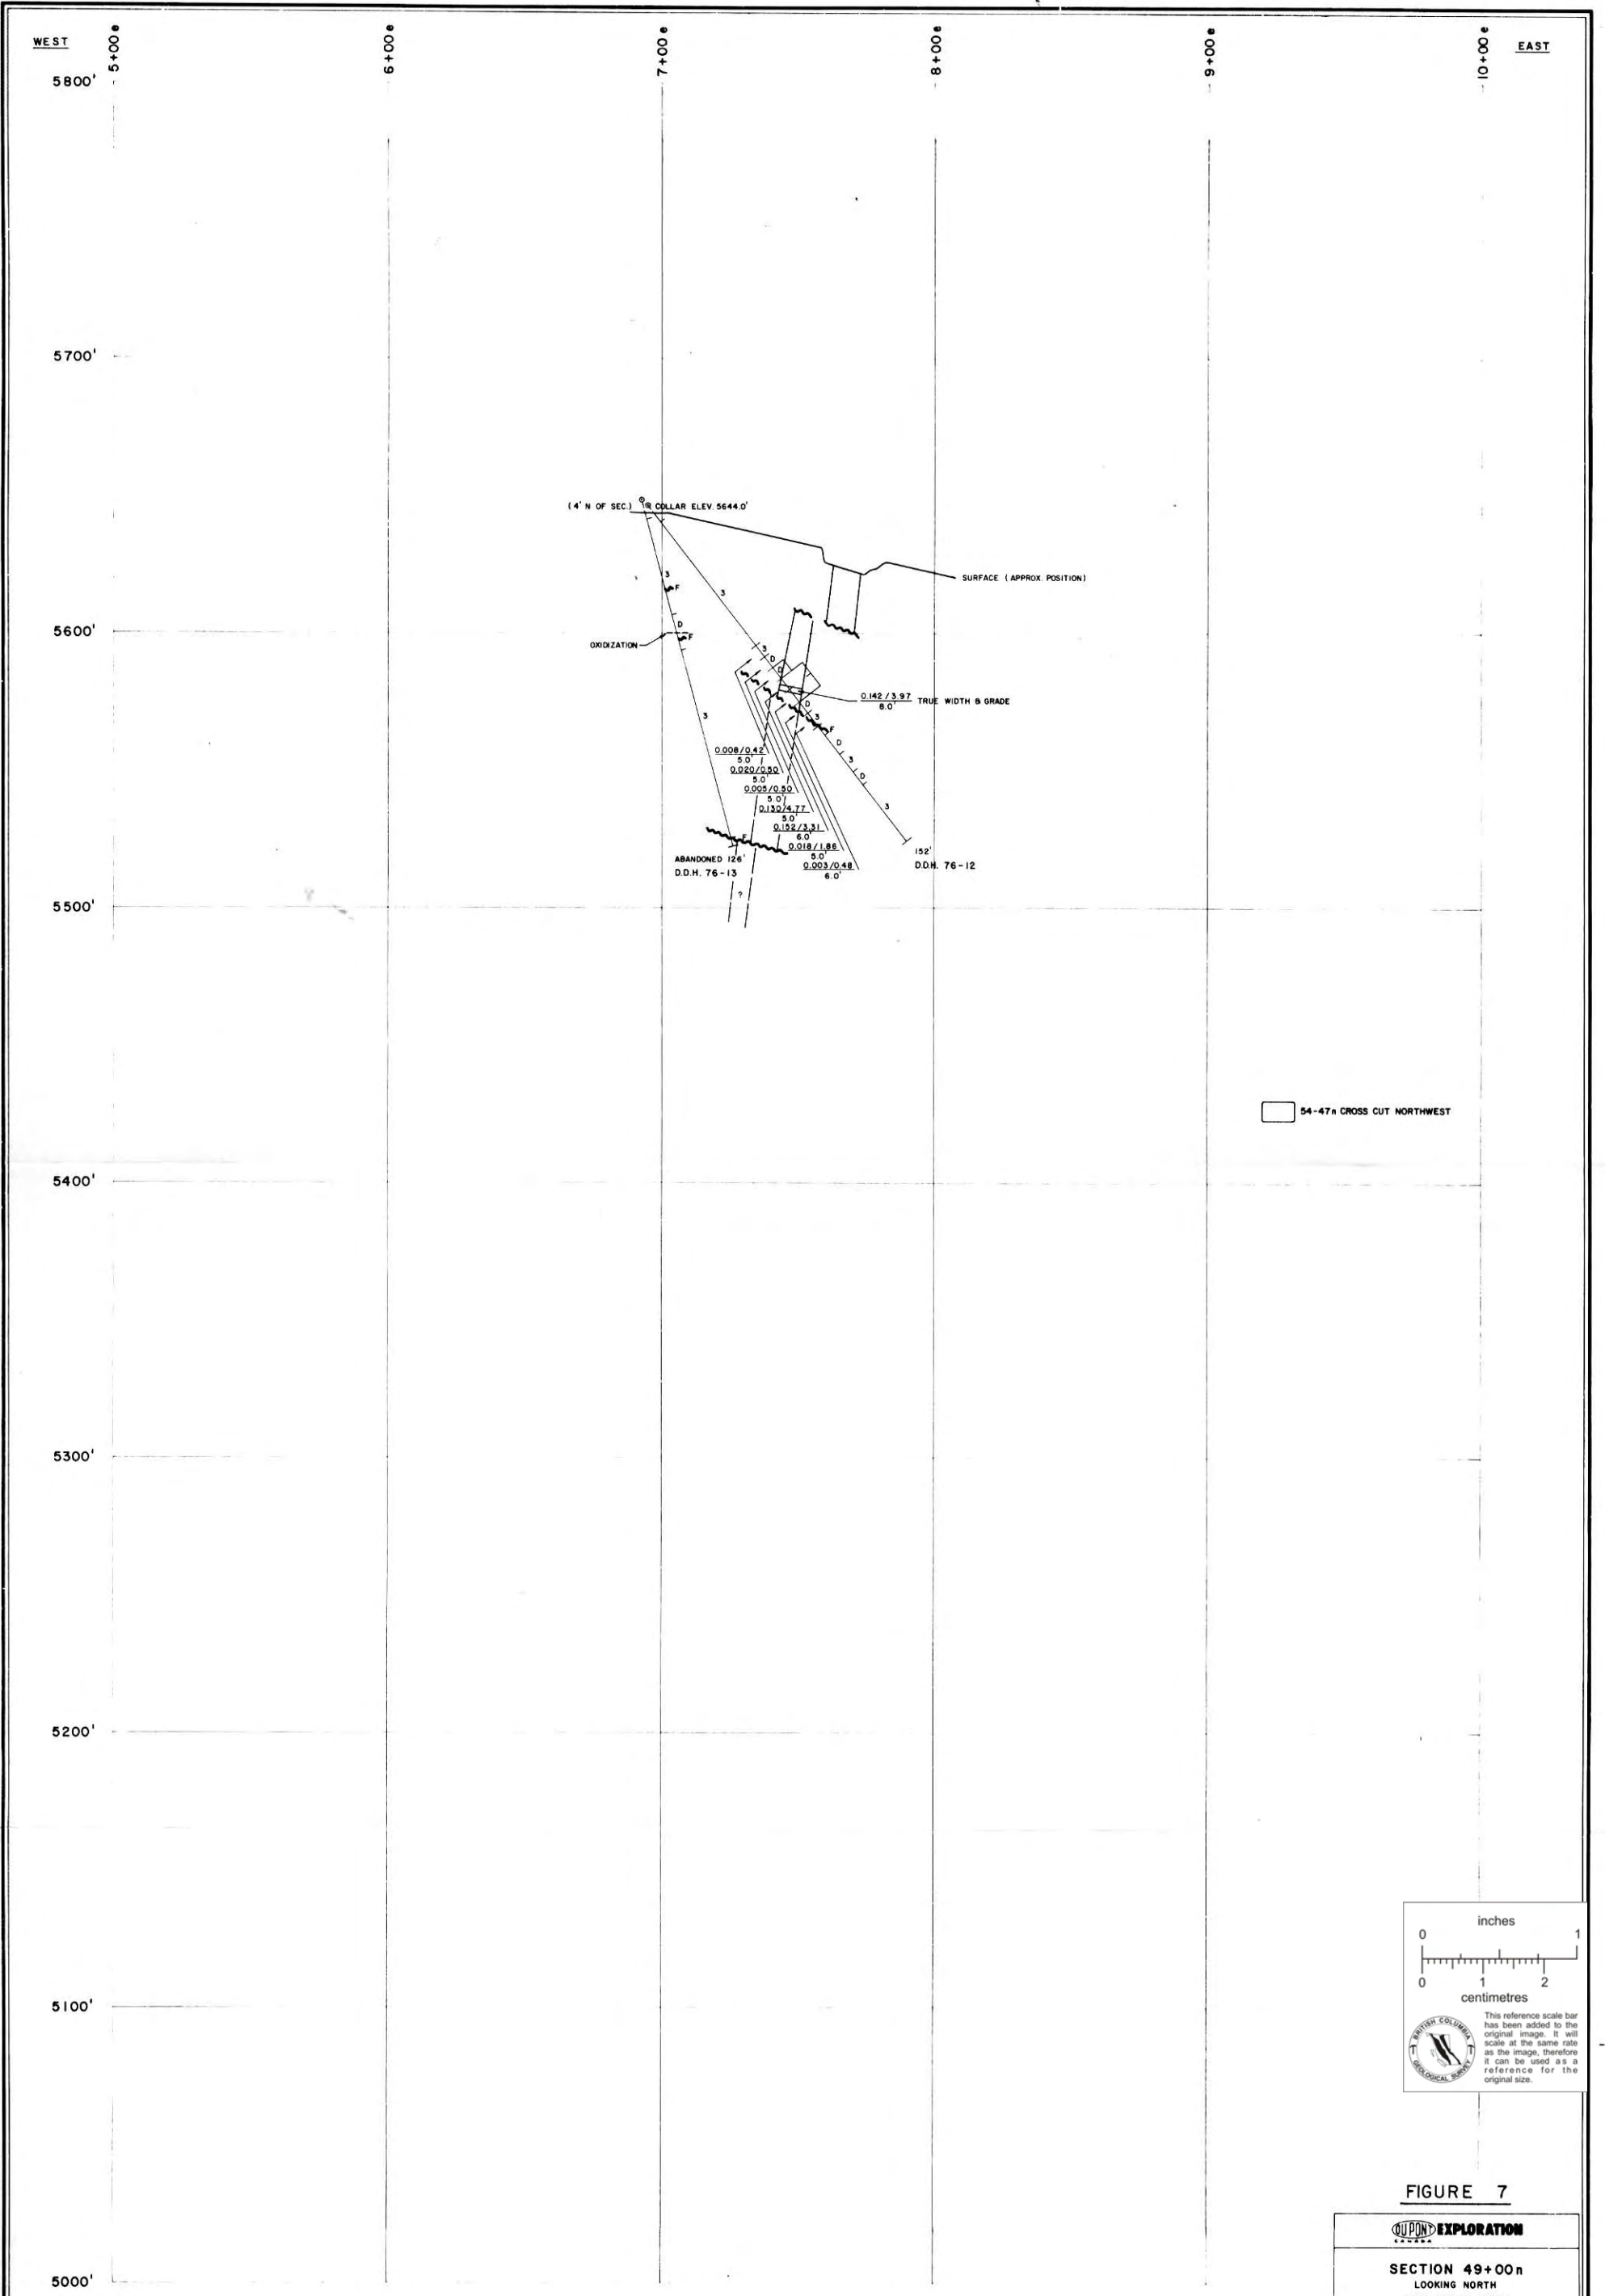 WEST
5+00e
6+00e
7+00e
8+00e
9+00e
10+00e
EAST
5800'
5700'
(4' N OF SEC.)
COLLAR ELEV. 5644.0'
SURFACE (APPROX. POSITION)
3
F
3
5600'
D
F
OXIDIZATION
3
D
D
0.142/3.97
8.0'
TRUE WIDTH & GRADE
D
3
3
F
D
3
D
3
0.008/0.42
5.0'
0.020/0.50
5.0'
0.005/0.50
5.0'
0.130/4.77
5.0'
0.152/3.31
6.0'
0.018/1.86
5.0'
0.003/0.48
6.0'
F
ABANDONED 126'
D.D.H. 76-13
152'
D.D.H. 76-12
?
5500'
54-47n CROSS CUT NORTHWEST
5400'
5300'
5200'
5100'
inches
0 1
0 1 2
centimetres
This reference scale bar
has been added to the
original image. It will
scale at the same rate
as the image, therefore
it can be used as a
reference for the
original size.
BRITISH COLUMBIA
GEOLOGICAL SURVEY
FIGURE 7
DUPONT EXPLORATION
CANADA
SECTION 49+00n
LOOKING NORTH
5000'